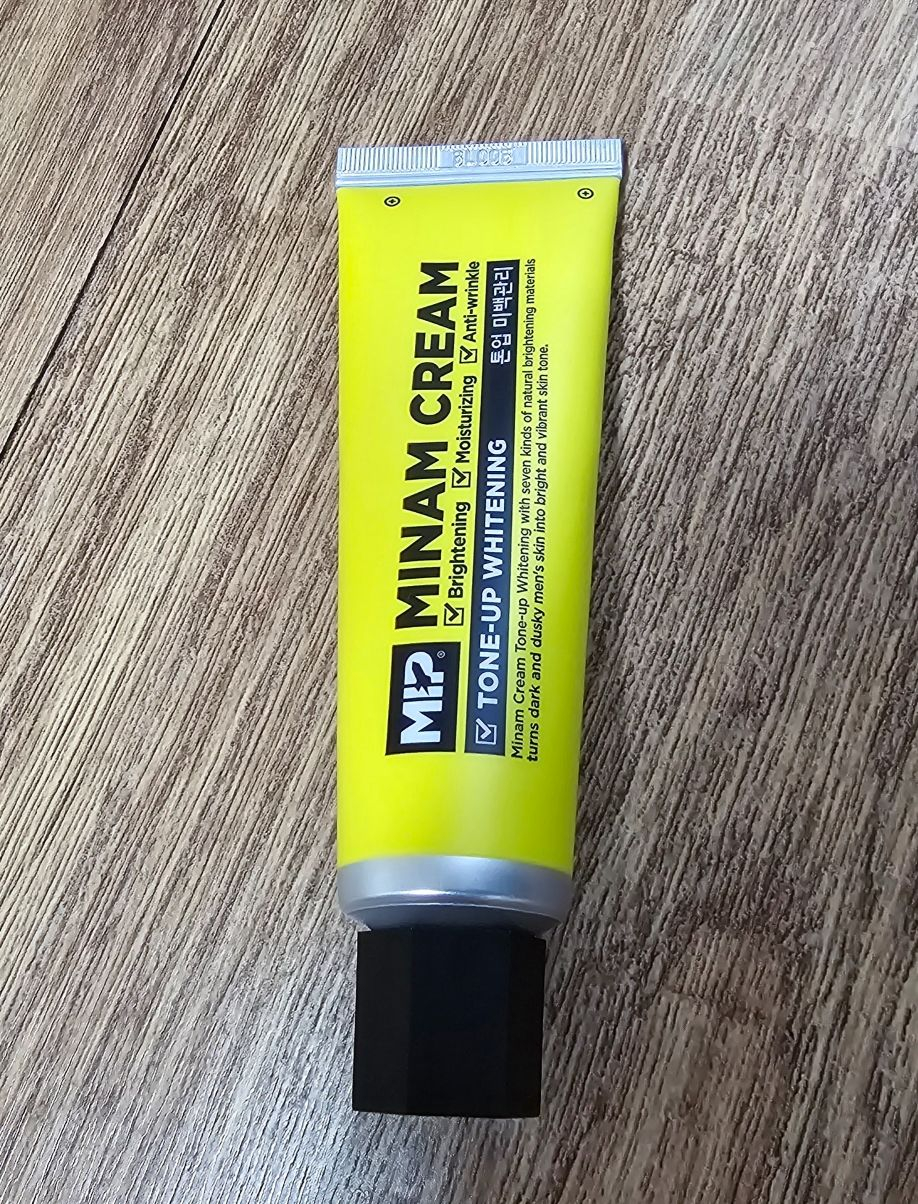 MIP®
MINAM CREAM
☑ Brightening ☑ Moisturizing ☑ Anti-wrinkle
☑ TONE-UP WHITENING 톤업 미백관리
Minam Cream Tone-up Whitening with seven kinds of natural brightening materials
turns dark and dusky men's skin into bright and vibrant skin tone.